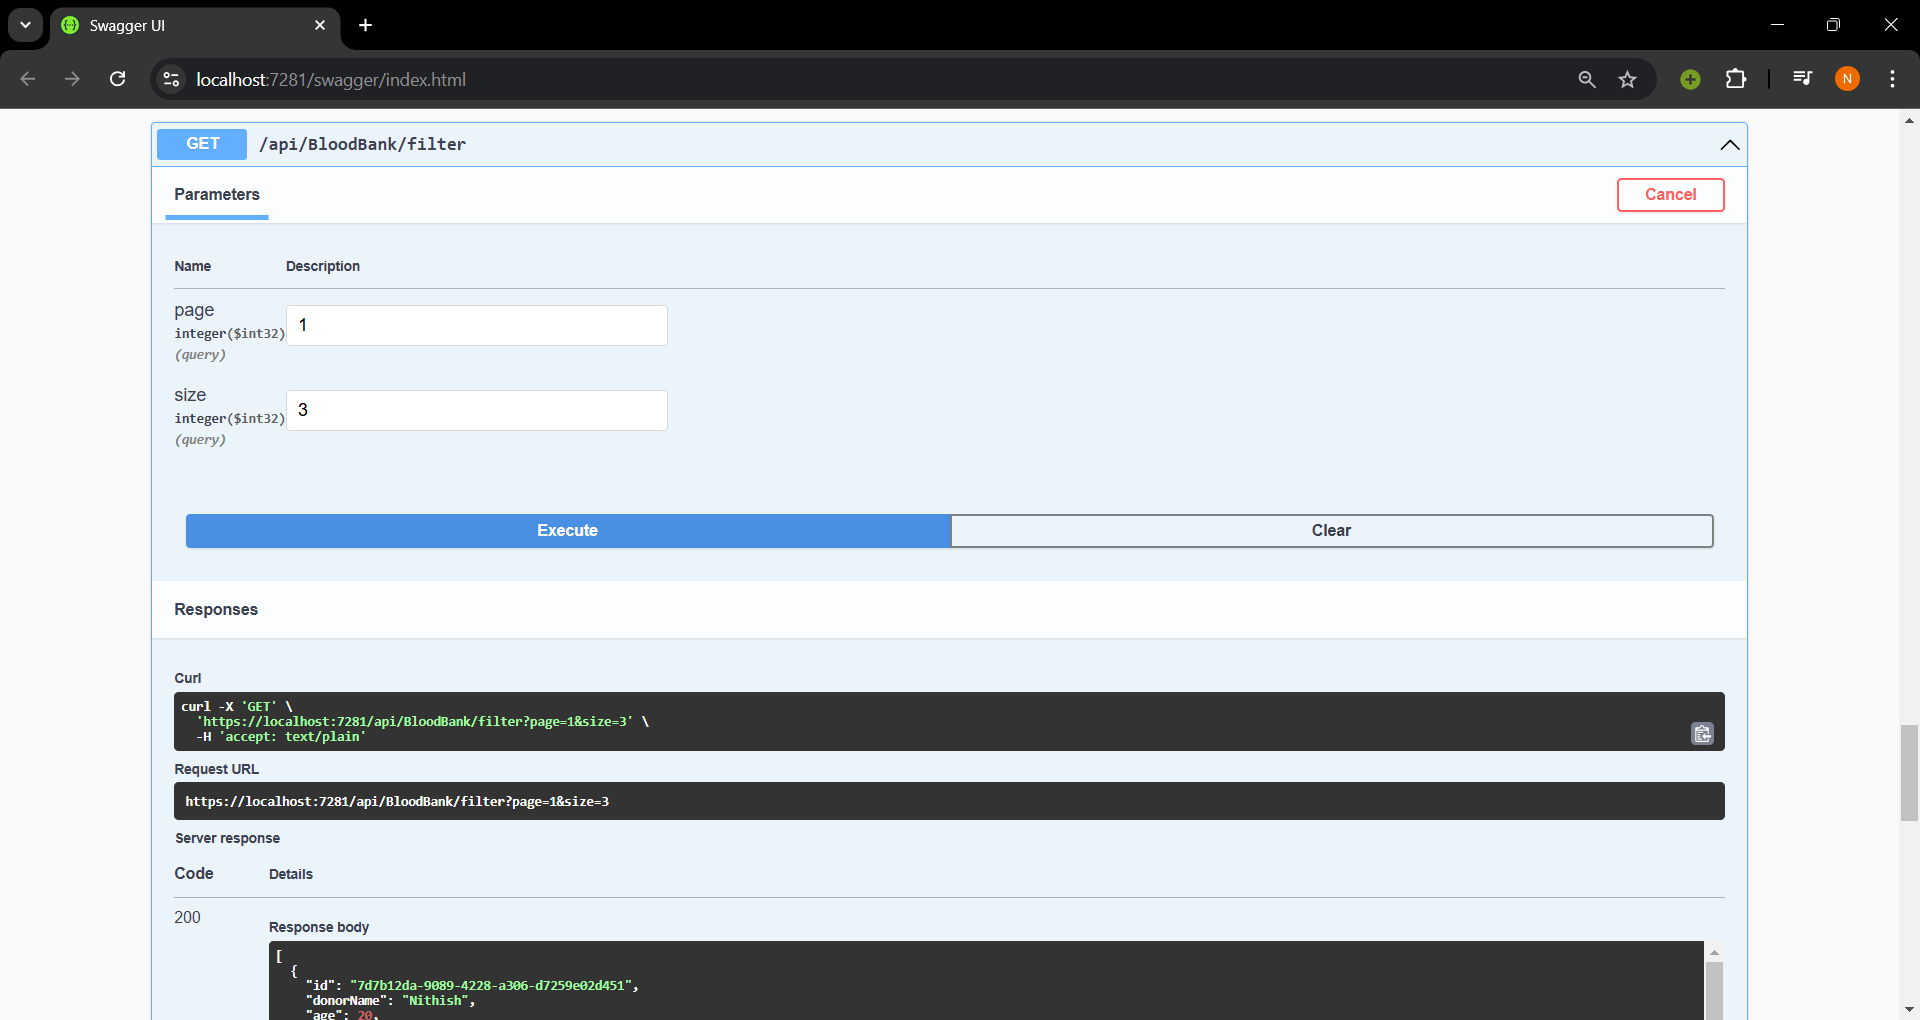 Swagger UI
localhost:7281/swagger/index.html
N
GET /api/BloodBank/filter
Parameters
Cancel
Name Description
page
integer($int32)
(query)
1
size
integer($int32)
(query)
3
Execute
Clear
Responses
Curl
curl -X 'GET' \
'https://localhost:7281/api/BloodBank/filter?page=1&size=3' \
-H 'accept: text/plain'
Request URL
https://localhost:7281/api/BloodBank/filter?page=1&size=3
Server response
Code Details
200
Response body
[
{
"id": "7d7b12da-9089-4228-a306-d7259e02d451",
"donorName": "Nithish",
"age": 20,